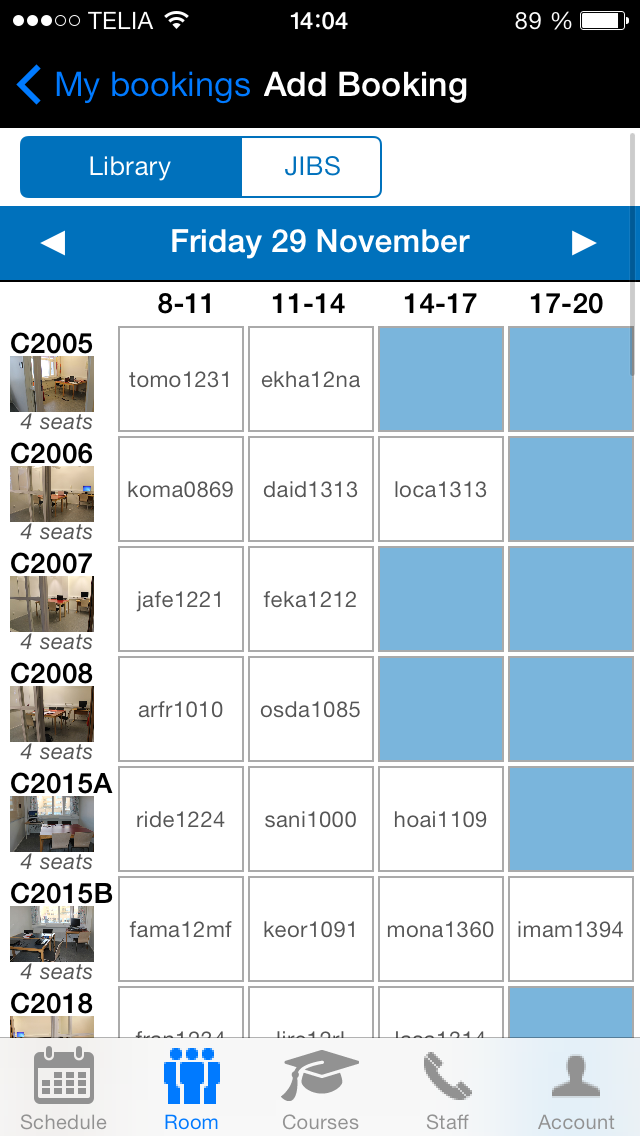 TELIA 14:04 89 %
My bookings Add Booking
Library JIBS
Friday 29 November
8-11 11-14 14-17 17-20
C2005
tomo1231 ekha12na
4 seats
C2006
koma0869 daid1313 loca1313
4 seats
C2007
jafe1221 feka1212
4 seats
C2008
arfr1010 osda1085
4 seats
C2015A
ride1224 sani1000 hoai1109
4 seats
C2015B
fama12mf keor1091 mona1360 imam1394
4 seats
C2018
Schedule Room Courses Staff Account